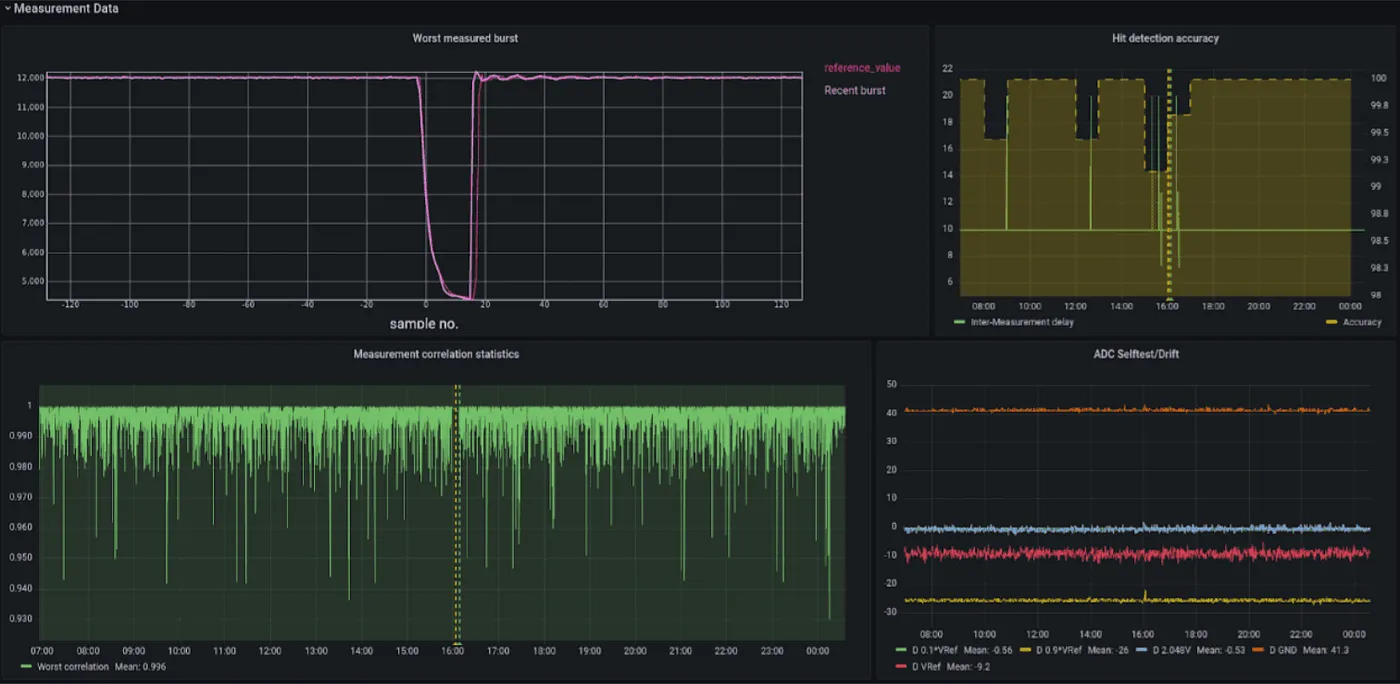 Measurement Data
Worst measured burst
12,000
11,000
10,000
9,000
8,000
7,000
6,000
5,000
-120 -100 -80 -60 -40 -20 0 20 40 60 80 100 120
sample no.
reference_value
Recent burst
Hit detection accuracy
22
20
18
16
14
12
10
8
6
100
99.8
99.5
99.3
99
98.8
98.5
98.3
98
08:00 10:00 12:00 14:00 16:00 18:00 20:00 22:00 00:00
Inter-Measurement delay
Accuracy
Measurement correlation statistics
1
0.990
0.980
0.970
0.960
0.950
0.940
0.930
07:00 08:00 09:00 10:00 11:00 12:00 13:00 14:00 15:00 16:00 17:00 18:00 19:00 20:00 21:00 22:00 23:00 00:00
Worst correlation Mean: 0.996
ADC Selftest/Drift
50
40
30
20
10
0
-10
-20
-30
08:00 10:00 12:00 14:00 16:00 18:00 20:00 22:00 00:00
D 0.1*VRef Mean: -0.56 D 0.9*VRef Mean: -26 D 2.048V Mean: -0.53 D GND Mean: 41.3
D VRef Mean: -9.2